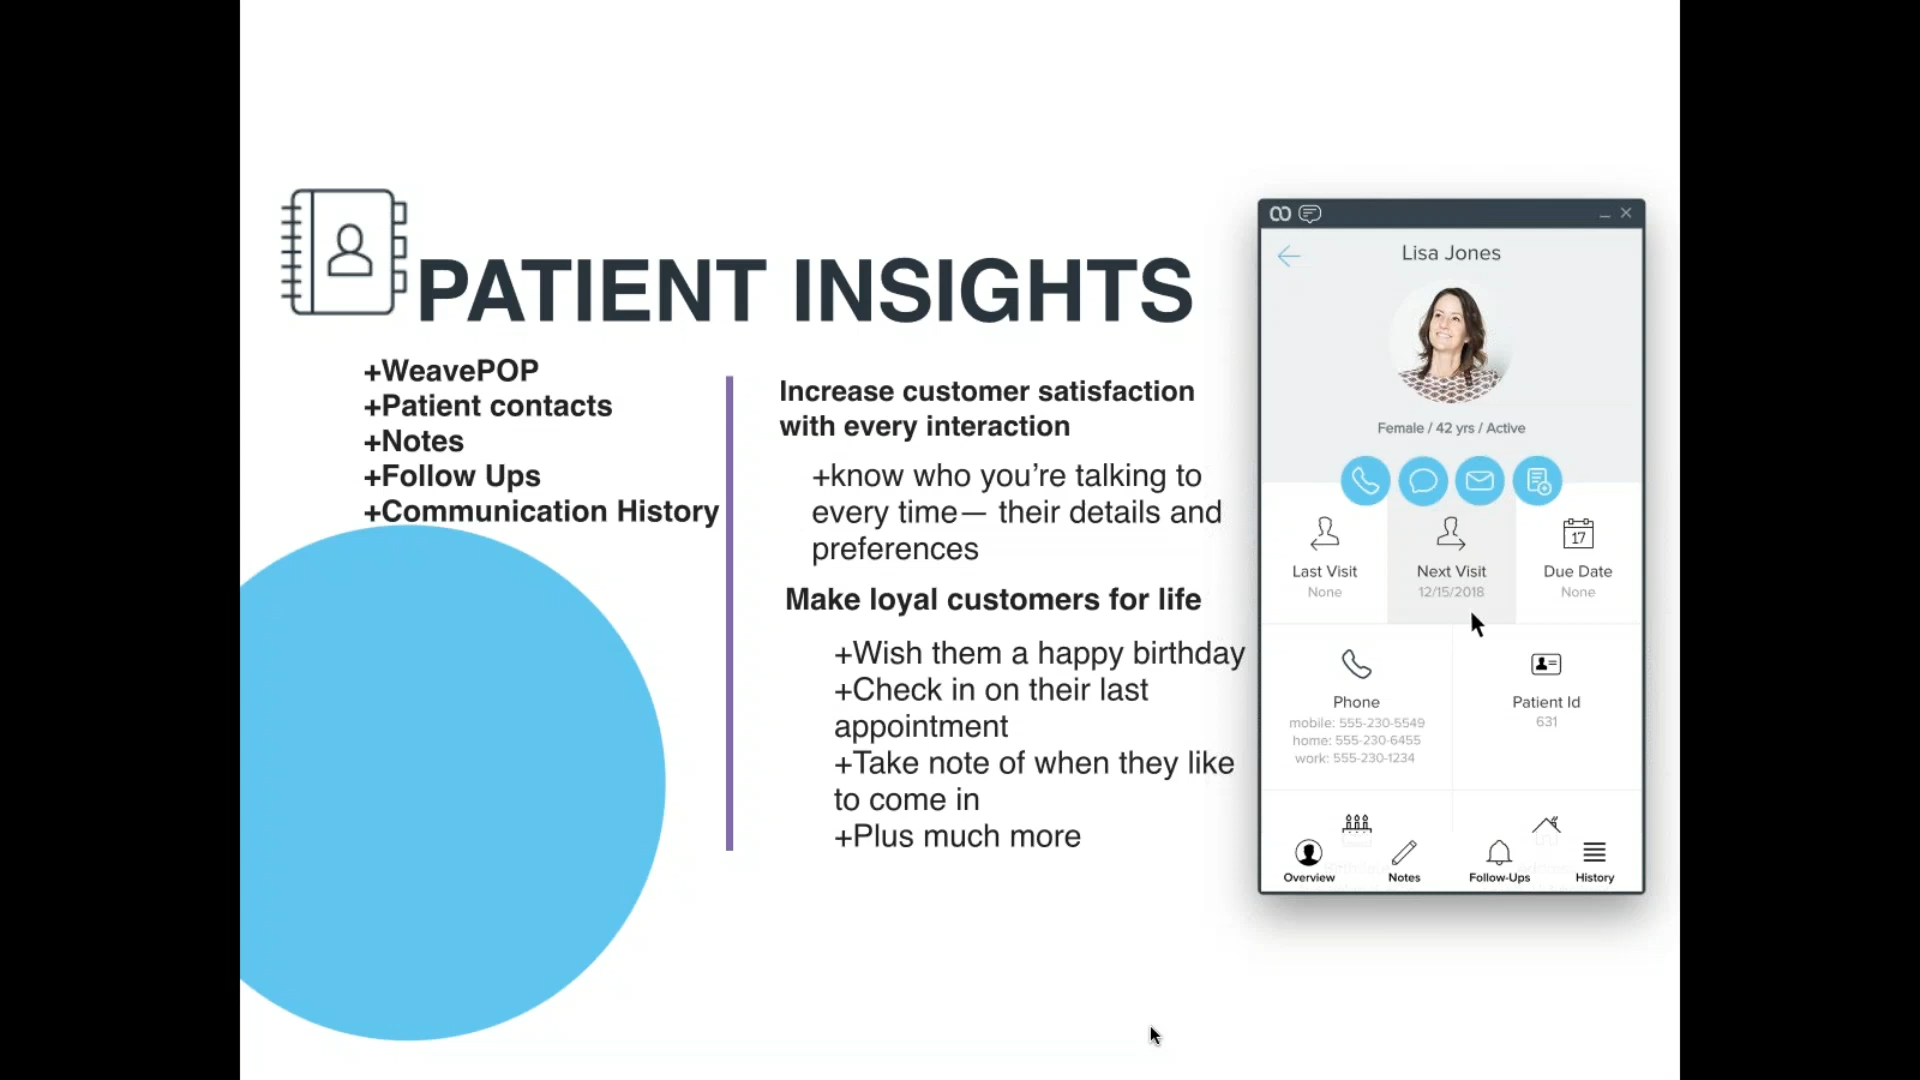 PATIENT INSIGHTS
+WeavePOP
+Patient contacts
+Notes
+Follow Ups
+Communication History
Increase customer satisfaction
with every interaction
+know who you’re talking to
every time— their details and
preferences
Make loyal customers for life
+Wish them a happy birthday
+Check in on their last
appointment
+Take note of when they like
to come in
+Plus much more
Lisa Jones
Female / 42 yrs / Active
Last Visit
None
Next Visit
12/15/2018
17
Due Date
None
Phone
mobile: 555-230-5549
home: 555-230-6455
work: 555-230-1234
Patient Id
631
Overview
Notes
Follow-Ups
History